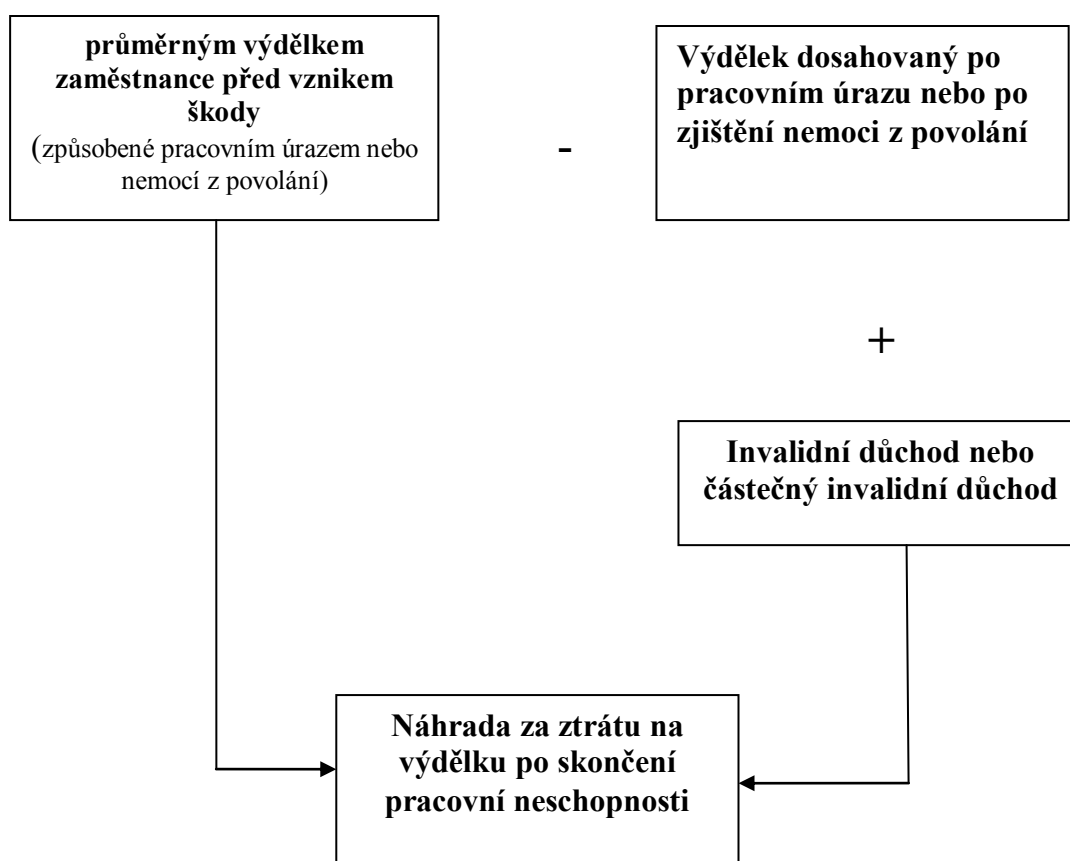 průměrným výdělkem
zaměstnance před vznikem
škody
(způsobené pracovním úrazem nebo
nemocí z povolání)
-
Výdělek dosahovaný po
pracovním úrazu nebo po
zjištění nemoci z povolání
+
Invalidní důchod nebo
částečný invalidní důchod
Náhrada za ztrátu na
výdělku po skončení
pracovní neschopnosti